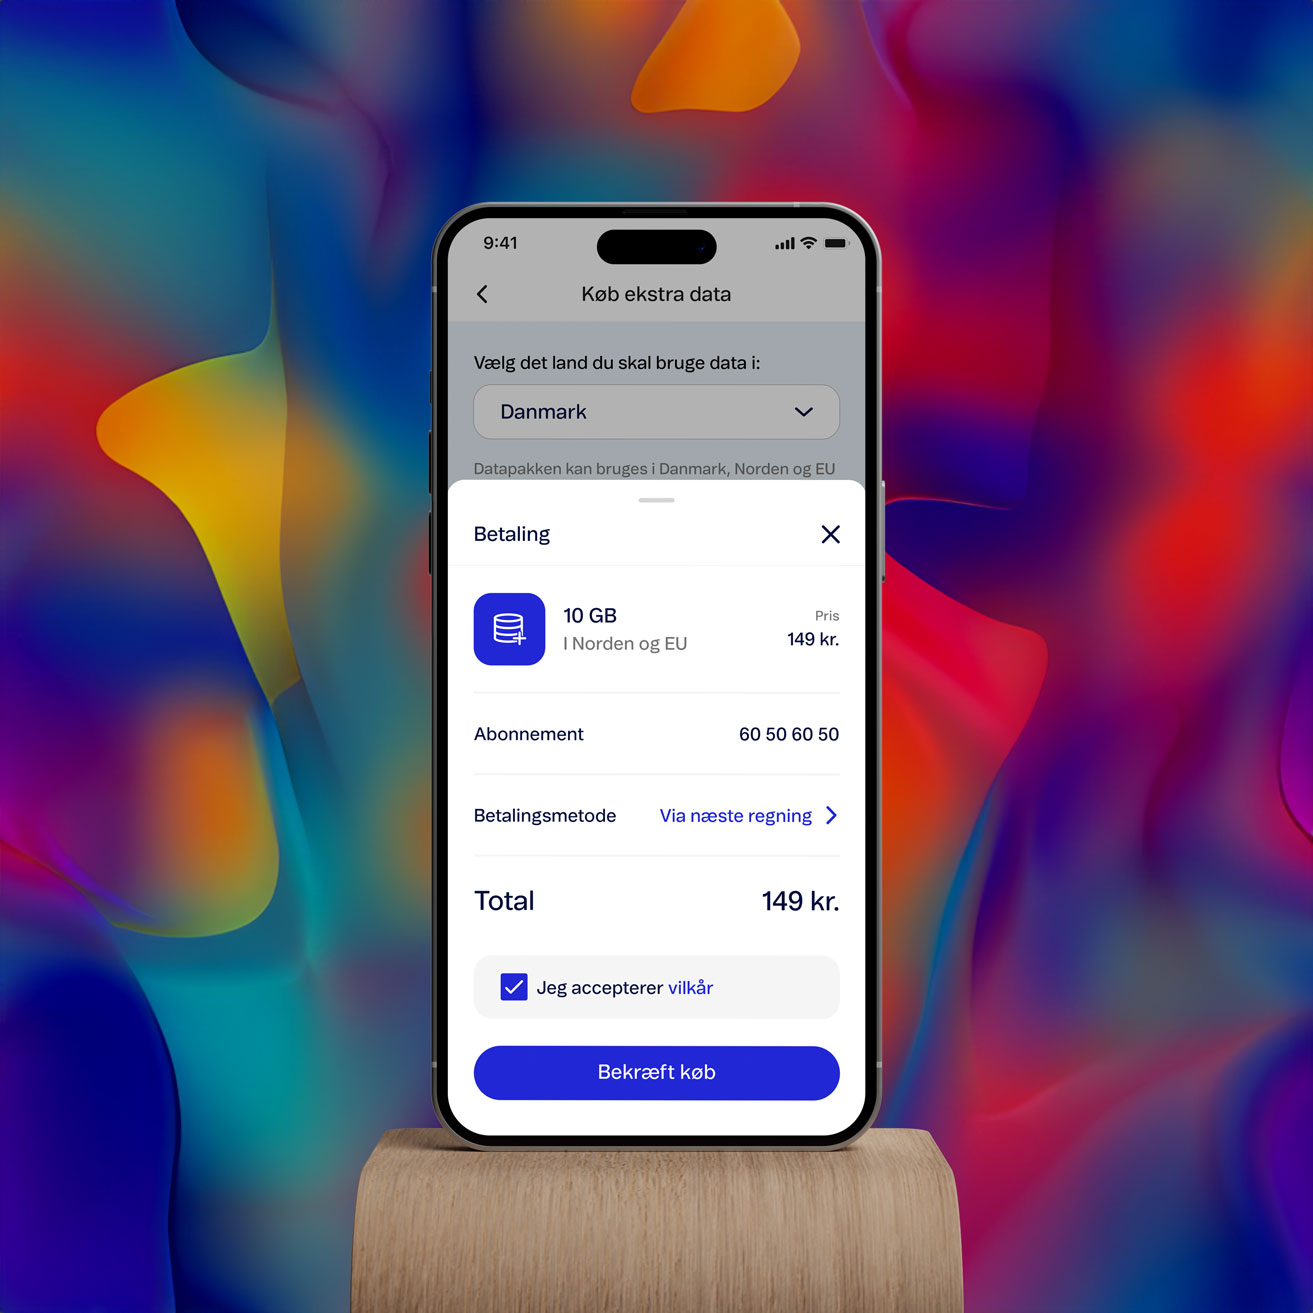 9:41
Køb ekstra data
Vælg det land du skal bruge data i:
Danmark
Datapakken kan bruges i Danmark, Norden og EU
Betaling
10 GB
I Norden og EU
Pris
149 kr.
Abonnement
60 50 60 50
Betalingsmetode
Via næste regning
Total
149 kr.
Jeg accepterer vilkår
Bekræft køb